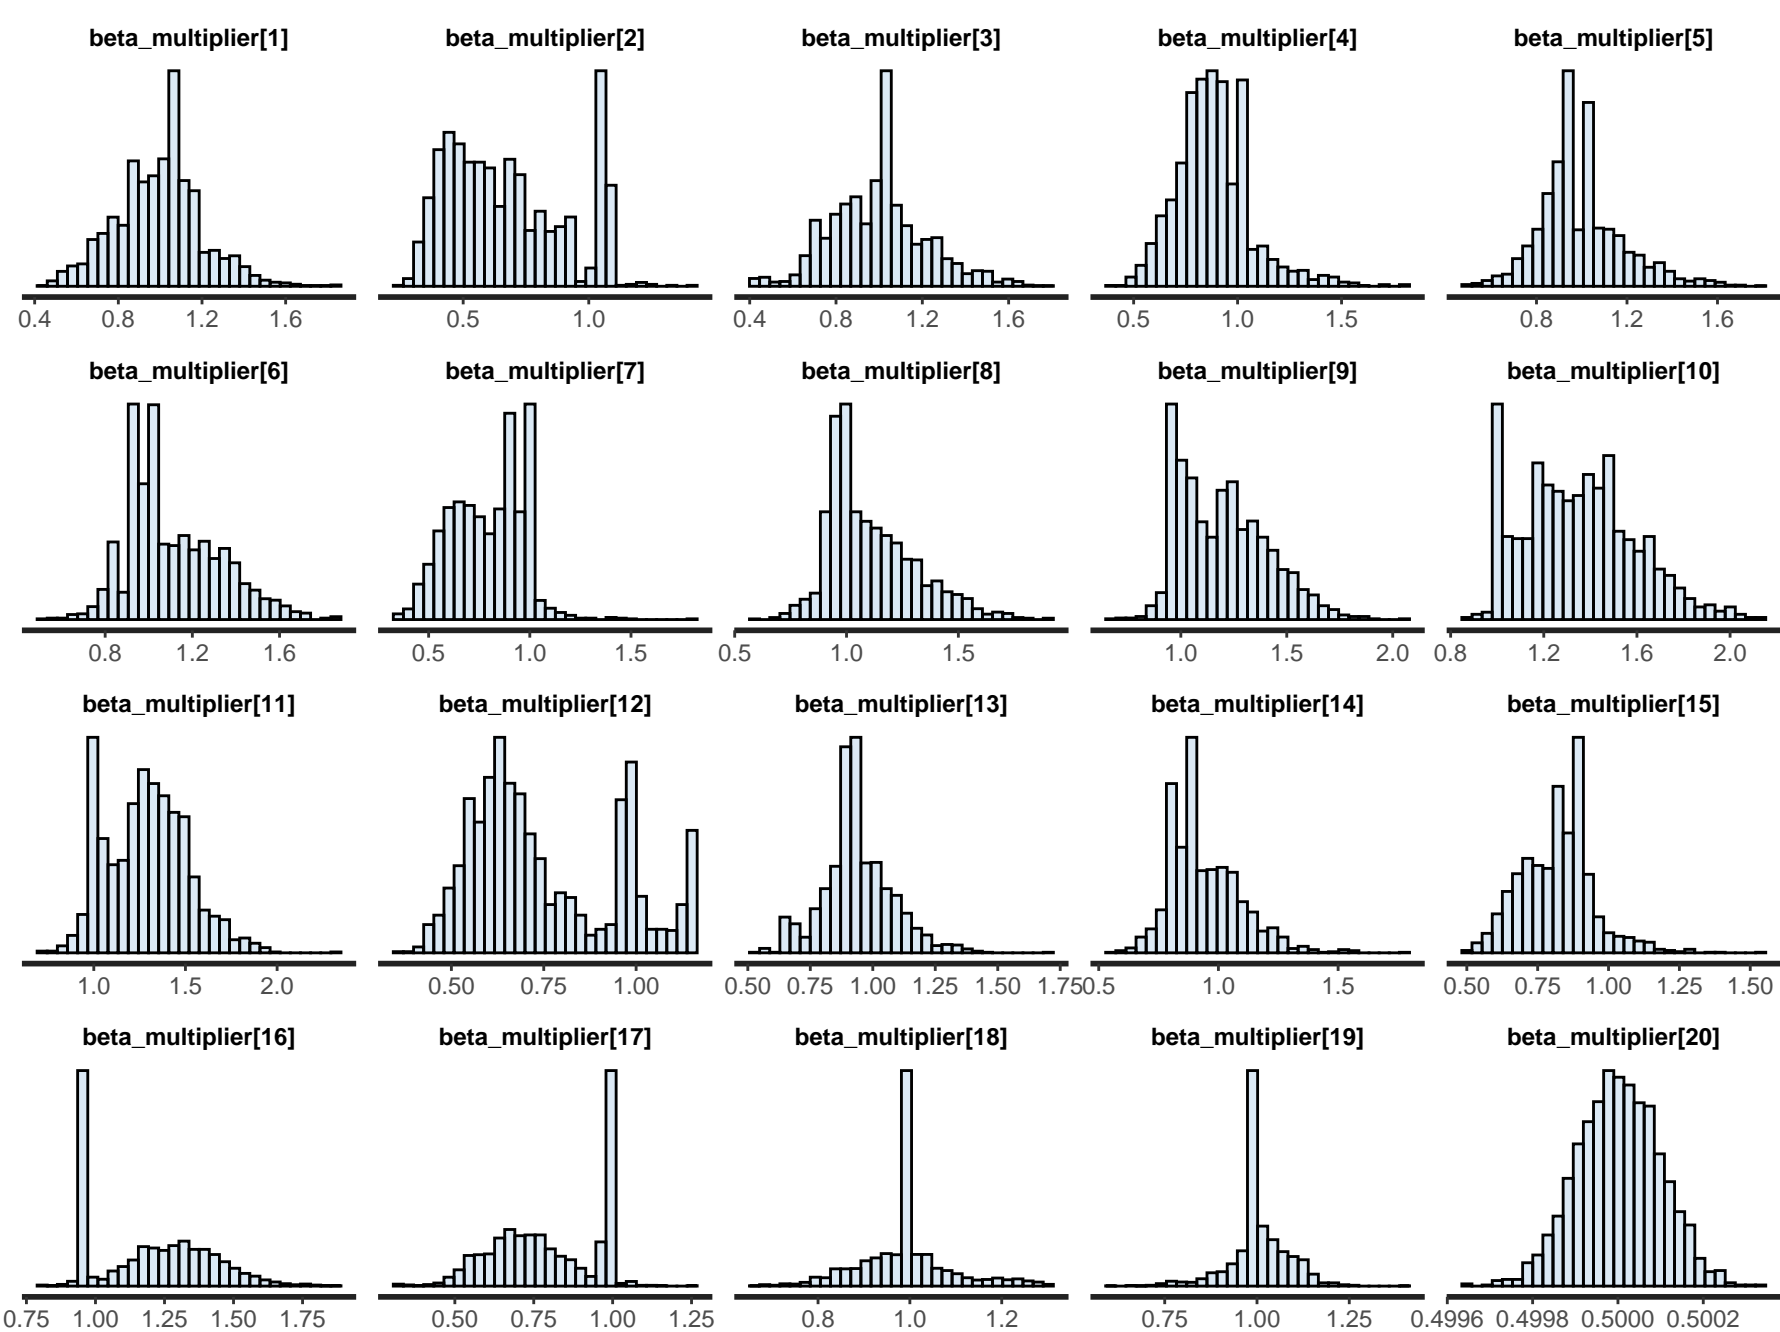 beta_multiplier[1] beta_multiplier[2] beta_multiplier[3] beta_multiplier[4] beta_multiplier[5]
0.4 0.8 1.2 1.6 0.5 1.0 0.4 0.8 1.2 1.6 0.5 1.0 1.5 0.8 1.2 1.6
beta_multiplier[6] beta_multiplier[7] beta_multiplier[8] beta_multiplier[9] beta_multiplier[10]
0.8 1.2 1.6 0.5 1.0 1.5 0.5 1.0 1.5 1.0 1.5 2.0 0.8 1.2 1.6 2.0
beta_multiplier[11] beta_multiplier[12] beta_multiplier[13] beta_multiplier[14] beta_multiplier[15]
1.0 1.5 2.0 0.50 0.75 1.00 0.50 0.75 1.00 1.25 1.50 1.75 0.5 1.0 1.5 0.50 0.75 1.00 1.25 1.50
beta_multiplier[16] beta_multiplier[17] beta_multiplier[18] beta_multiplier[19] beta_multiplier[20]
0.75 1.00 1.25 1.50 1.75 0.50 0.75 1.00 1.25 0.8 1.0 1.2 0.75 1.00 1.25 0.4996 0.4998 0.5000 0.5002